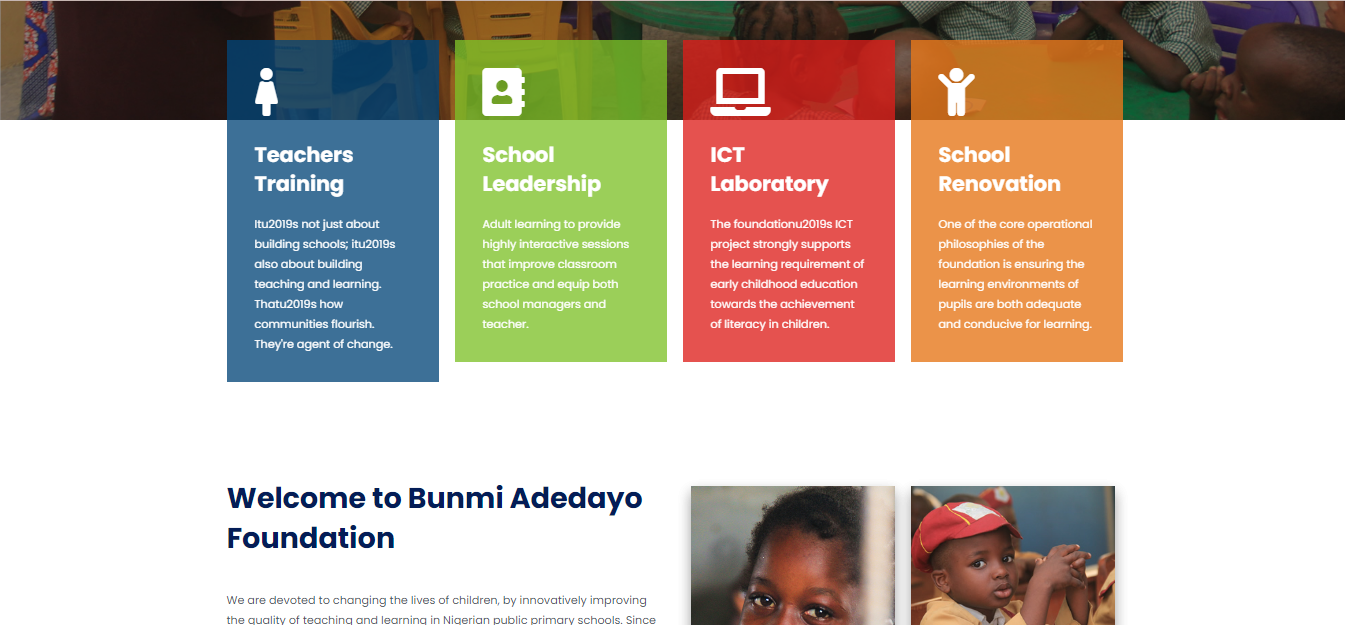 Teachers
Training
Itu2019s not just about
building schools; itu2019s
also about building
teaching and learning.
Thatu2019s how
communities flourish.
They're agent of change.
School
Leadership
Adult learning to provide
highly interactive sessions
that improve classroom
practice and equip both
school managers and
teacher.
ICT
Laboratory
The foundationu2019s ICT
project strongly supports
the learning requirement of
early childhood education
towards the achievement
of literacy in children.
School
Renovation
One of the core operational
philosophies of the
foundation is ensuring the
learning environments of
pupils are both adequate
and conducive for learning.
Welcome to Bunmi Adedayo
Foundation
We are devoted to changing the lives of children, by innovatively improving
the quality of teaching and learning in Nigerian public primary schools. Since